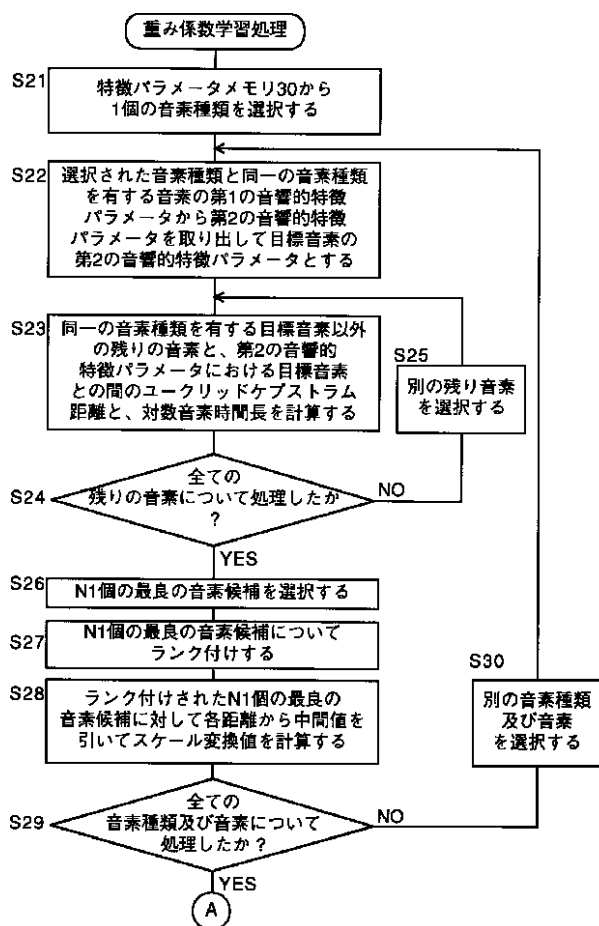 重み係数学習処理
S21
特徴パラメータメモリ30から
1個の音素種類を選択する
S22
選択された音素種類と同一の音素種類
を有する音素の第1の音響的特徴
パラメータから第2の音響的特徴
パラメータを取り出して目標音素の
第2の音響的特徴パラメータとする
S23
同一の音素種類を有する目標音素以外
の残りの音素と、第2の音響的
特徴パラメータにおける目標音素
との間のユークリッドケプストラム
距離と、対数音素時間長を計算する
S25
別の残り音素
を選択する
S24
全ての
残りの音素について処理したか
?
NO
YES
S26
N1個の最良の音素候補を選択する
S27
N1個の最良の音素候補について
ランク付けする
S28
ランク付けされたN1個の最良の
音素候補に対して各距離から中間値を
引いてスケール変換値を計算する
S30
別の音素種類
及び音素
を選択する
S29
全ての
音素種類及び音素について
処理したか?
NO
YES
A